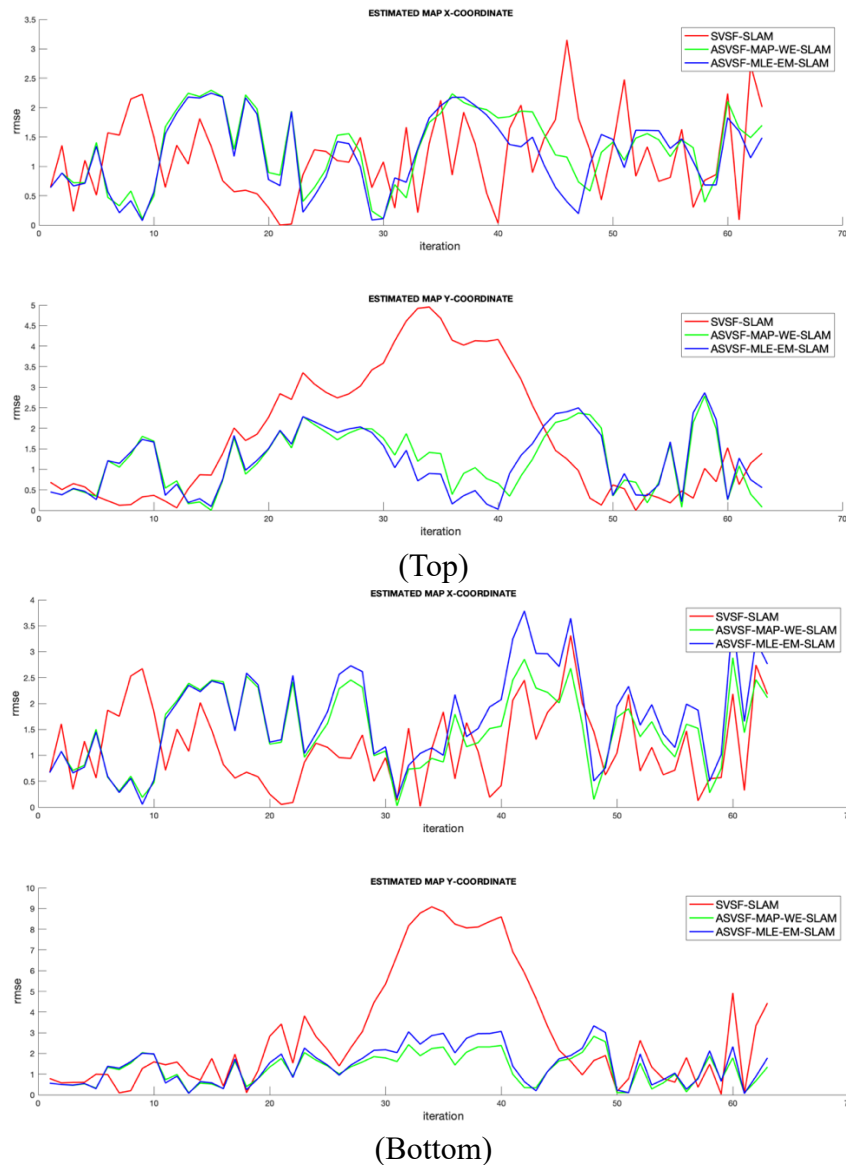 ESTIMATED MAP X-COORDINATE
3.5
3
2.5
2
1.5
1
0.5
0
rmse
0
10
20
30
40
50
60
70
iteration
SVSF-SLAM
ASVSF-MAP-WE-SLAM
ASVSF-MLE-EM-SLAM
ESTIMATED MAP Y-COORDINATE
5
4.5
4
3.5
3
2.5
2
1.5
1
0.5
0
rmse
0
10
20
30
40
50
60
70
iteration
SVSF-SLAM
ASVSF-MAP-WE-SLAM
ASVSF-MLE-EM-SLAM
(Top)
ESTIMATED MAP X-COORDINATE
4
3.5
3
2.5
2
1.5
1
0.5
0
rmse
0
10
20
30
40
50
60
70
iteration
SVSF-SLAM
ASVSF-MAP-WE-SLAM
ASVSF-MLE-EM-SLAM
ESTIMATED MAP Y-COORDINATE
10
9
8
7
6
5
4
3
2
1
0
rmse
0
10
20
30
40
50
60
iteration
SVSF-SLAM
ASVSF-MAP-WE-SLAM
ASVSF-MLE-EM-SLAM
(Bottom)